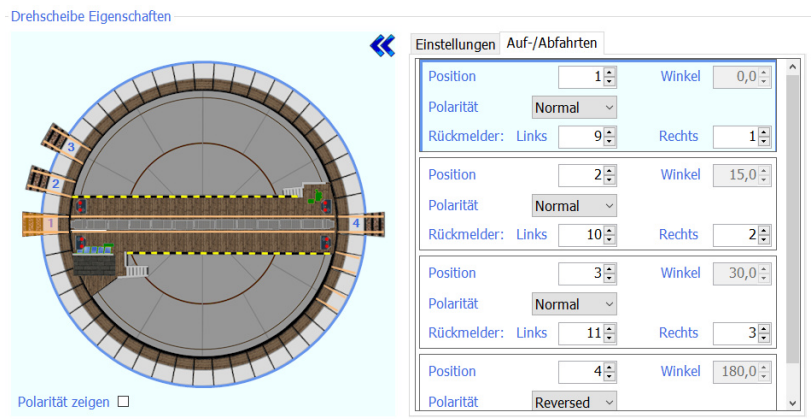 Drehscheibe Eigenschaften
Einstellungen Auf-/Abfahrten
Position 1 Winkel 0,0
Polarität Normal
Rückmelder: Links 9 Rechts 1
Position 2 Winkel 15,0
Polarität Normal
Rückmelder: Links 10 Rechts 2
Position 3 Winkel 30,0
Polarität Normal
Rückmelder: Links 11 Rechts 3
Position 4 Winkel 180,0
Polarität Reversed
3
2
1 4
Polarität zeigen